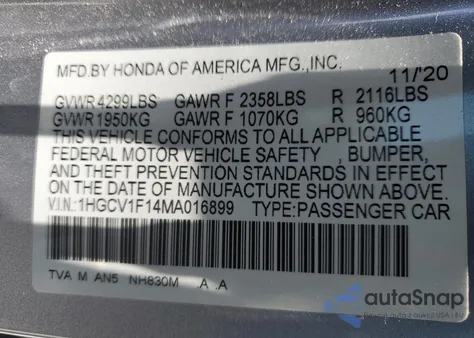 MFD.BY HONDA OF AMERICA MFG.,INC. 11/'20
GVWR 4299LBS GAWR F 2358LBS R 2116LBS
GVWR 1950KG GAWR F 1070KG R 960KG
THIS VEHICLE CONFORMS TO ALL APPLICABLE
FEDERAL MOTOR VEHICLE SAFETY , BUMPER,
AND THEFT PREVENTION STANDARDS IN EFFECT
ON THE DATE OF MANUFACTURE SHOWN ABOVE.
V.I.N.:1HGCV1F14MA016899 TYPE:PASSENGER CAR
TVA M AN5 NH830M A .A
autoSnap